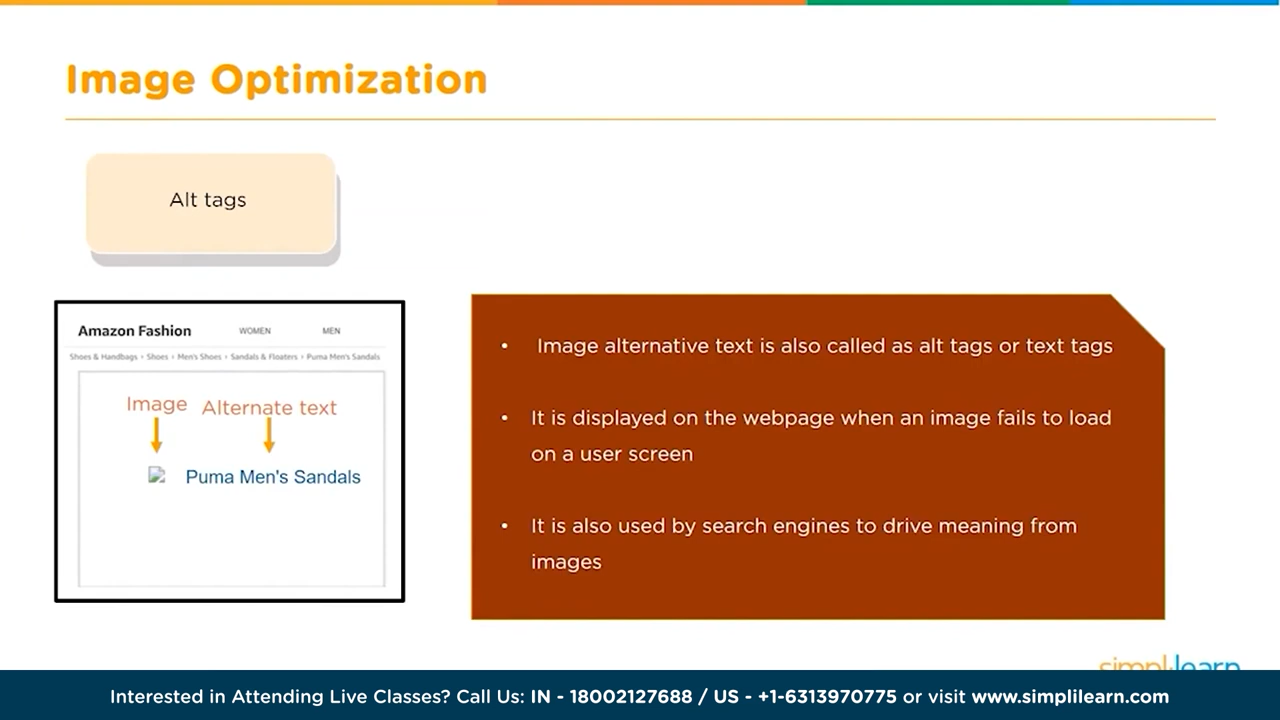 Image Optimization
Alt tags
Amazon Fashion WOMEN MEN
Shoes & Handbags › Shoes › Men's Shoes › Sandals & Floaters › Puma Men's Sandals
Image Alternate text
Puma Men's Sandals
• Image alternative text is also called as alt tags or text tags
• It is displayed on the webpage when an image fails to load
on a user screen
• It is also used by search engines to drive meaning from
images
simplilearn
Interested in Attending Live Classes? Call Us: IN - 18002127688 / US - +1-6313970775 or visit www.simplilearn.com